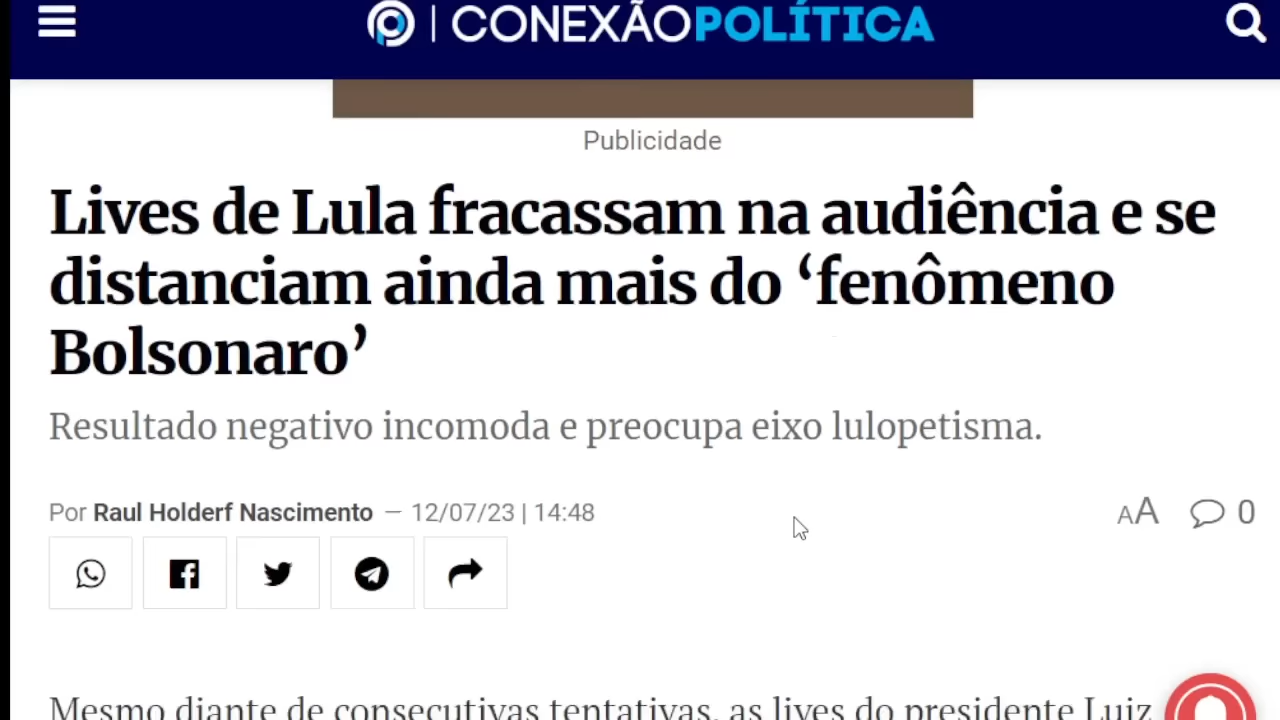 CONEXÃOPOLÍTICA
Publicidade
Lives de Lula fracassam na audiência e se
distanciam ainda mais do ‘fenômeno
Bolsonaro’
Resultado negativo incomoda e preocupa eixo lulopetisma.
Por Raul Holderf Nascimento — 12/07/23 | 14:48
AA 0
Mesmo diante de consecutivas tentativas, as lives do presidente Luiz